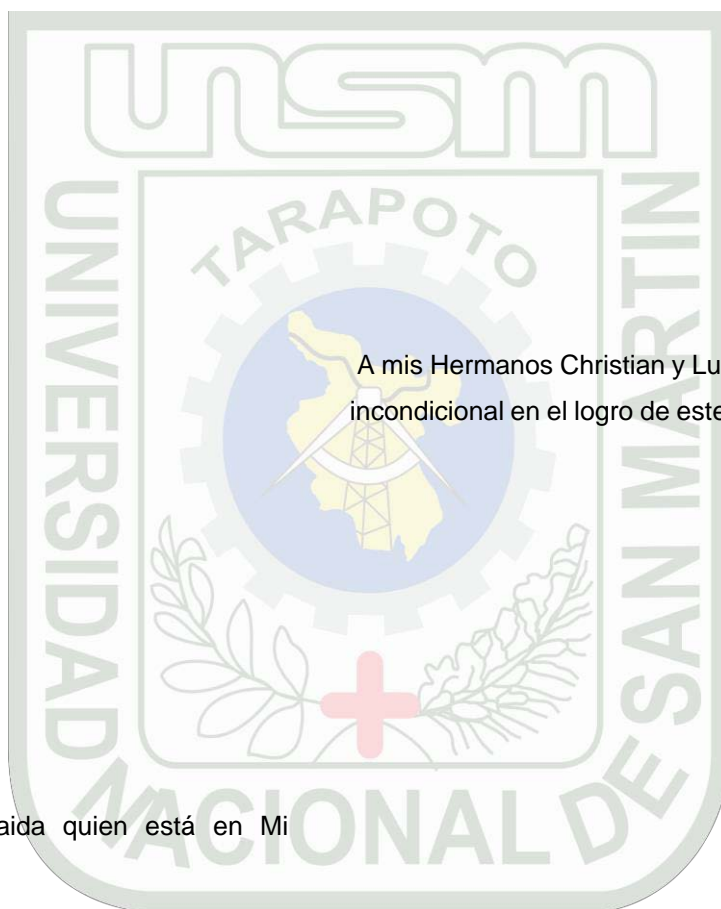 unsm
TARAPOTO
UNIVERSIDAD NACIONAL DE SAN MARTIN
A mis Hermanos Christian y Lu
incondicional en el logro de este
aida quien está en Mi